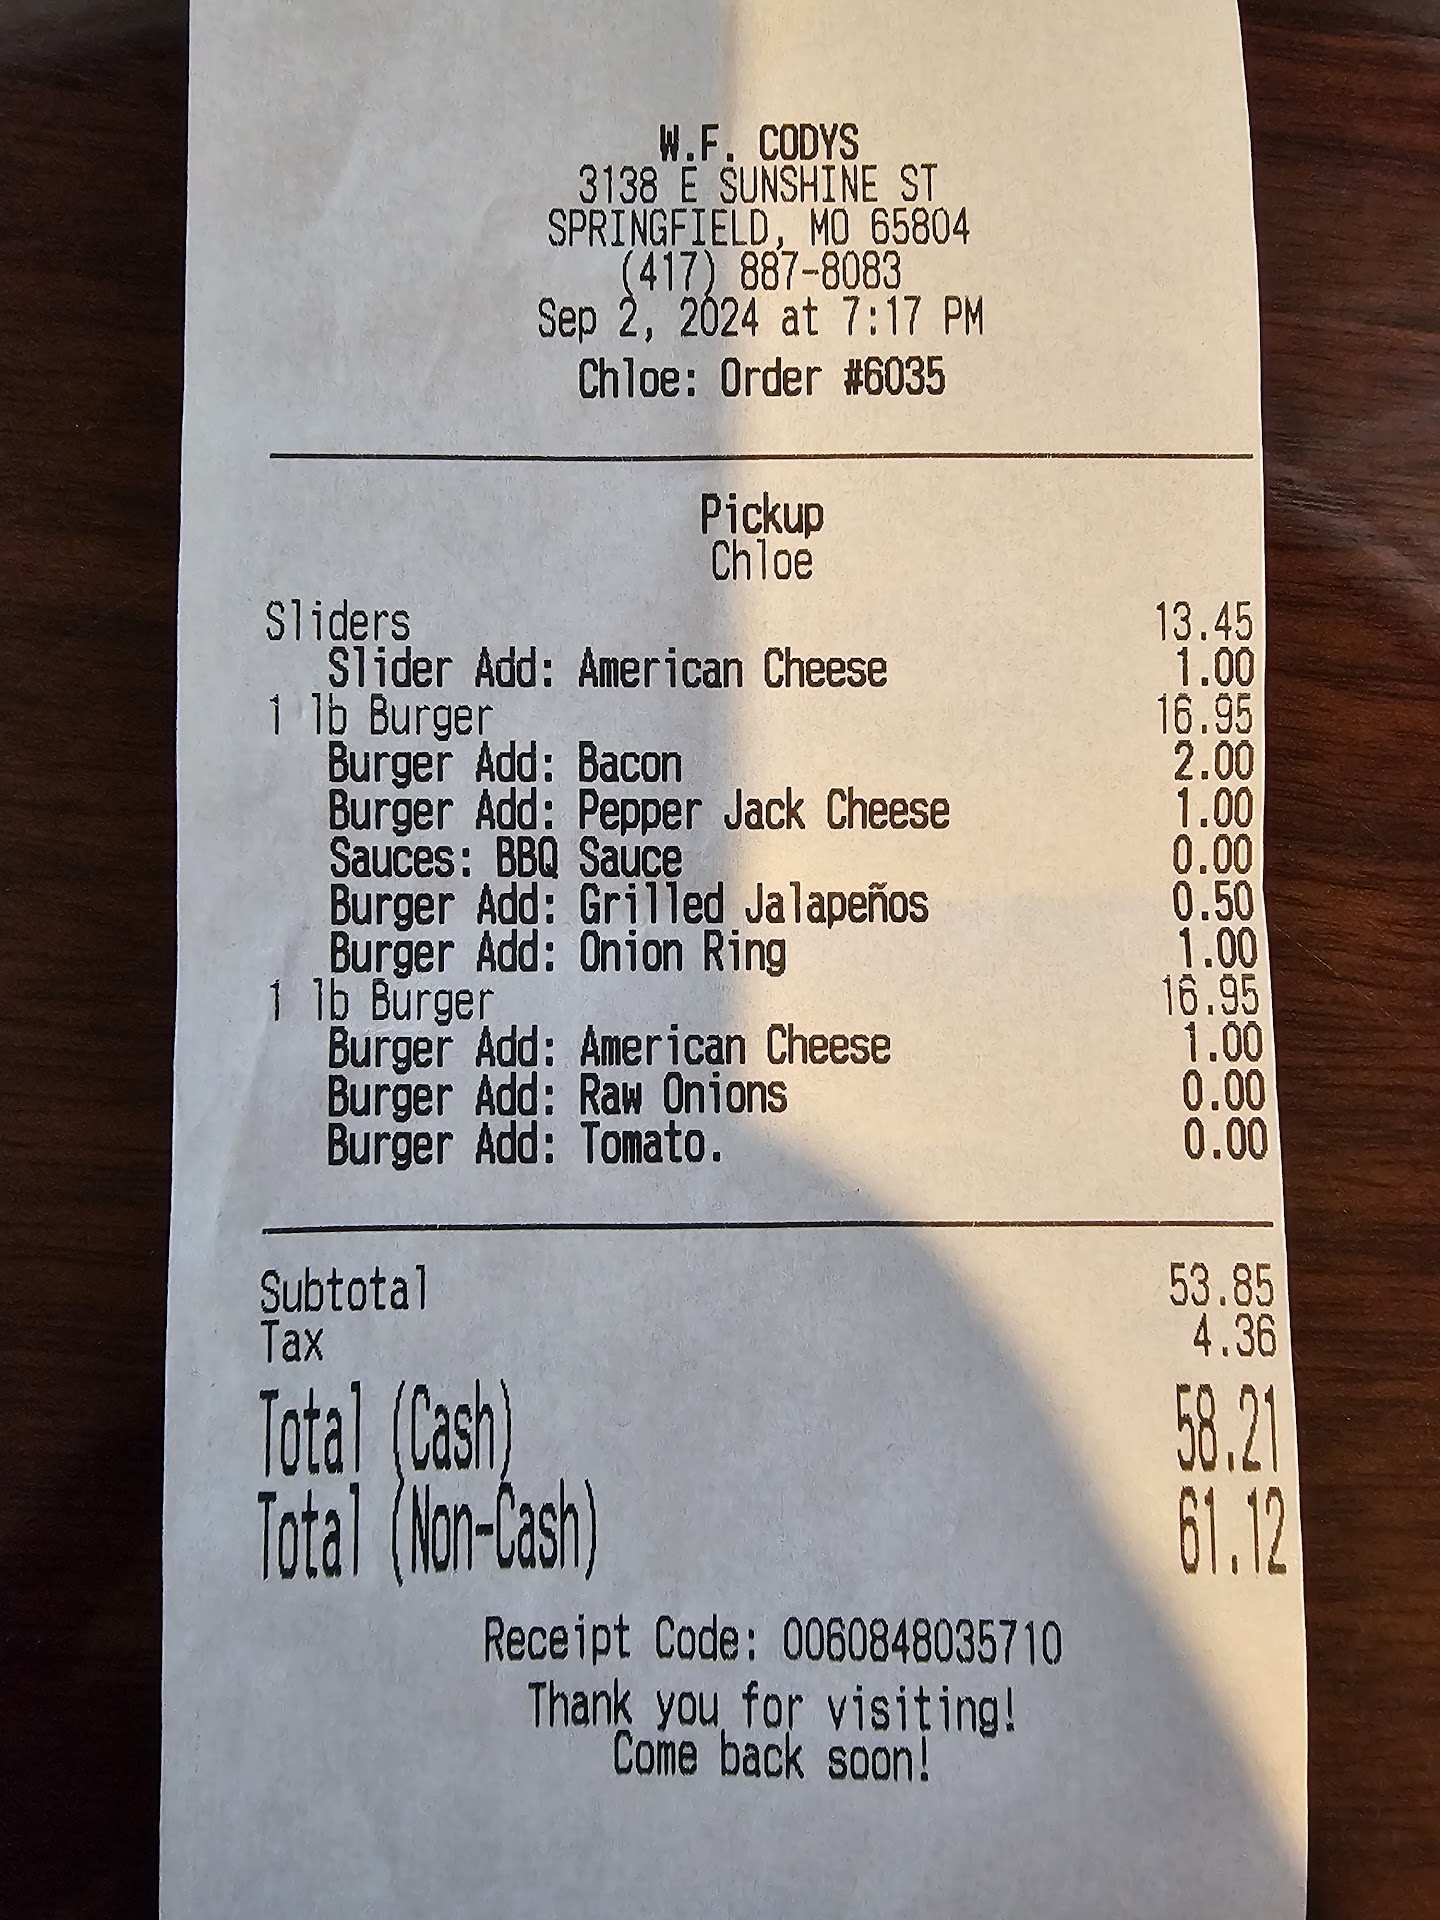 W.F. CODYS
3138 E SUNSHINE ST
SPRINGFIELD, MO 65804
(417) 887-8083
Sep 2, 2024 at 7:17 PM
Chloe: Order #6035
Pickup
Chloe
Sliders 13.45
Slider Add: American Cheese 1.00
1 lb Burger 16.95
Burger Add: Bacon 2.00
Burger Add: Pepper Jack Cheese 1.00
Sauces: BBQ Sauce 0.00
Burger Add: Grilled Jalapeños 0.50
Burger Add: Onion Ring 1.00
1 lb Burger 16.95
Burger Add: American Cheese 1.00
Burger Add: Raw Onions 0.00
Burger Add: Tomato. 0.00
Subtotal 53.85
Tax 4.36
Total (Cash) 58.21
Total (Non-Cash) 61.12
Receipt Code: 0060848035710
Thank you for visiting!
Come back soon!